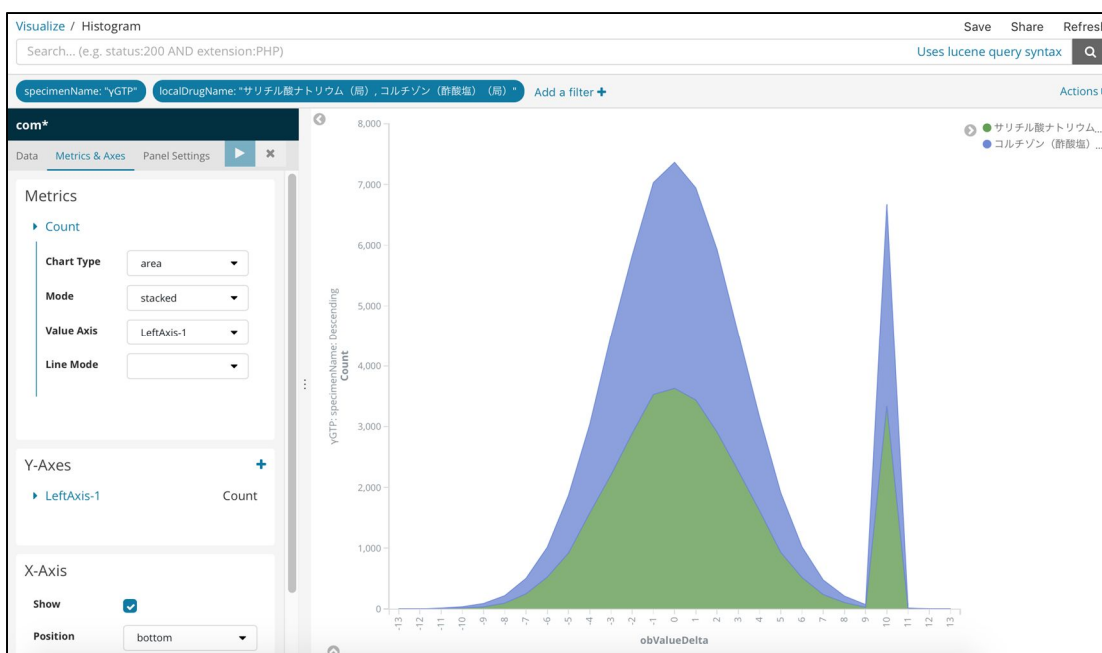 Visualize / Histogram
Save Share Refresh
Search... (e.g. status:200 AND extension:PHP)
Uses lucene query syntax
specimenName: "γGTP" localDrugName: "サリチル酸ナトリウム（局）, コルチゾン（酢酸塩）（局）" Add a filter +
Actions
com*
Data Metrics & Axes Panel Settings
Metrics
Count
Chart Type area
Mode stacked
Value Axis LeftAxis-1
Line Mode
Y-Axes
LeftAxis-1 Count
X-Axis
Show
Position bottom
γGTP: specimenName: Descending
Count
8,000
7,000
6,000
5,000
4,000
3,000
2,000
1,000
0
-13 -12 -11 -10 -9 -8 -7 -6 -5 -4 -3 -2 -1 0 1 2 3 4 5 6 7 8 9 10 11 12 13
obValueDelta
サリチル酸ナトリウム...
コルチゾン（酢酸塩）...